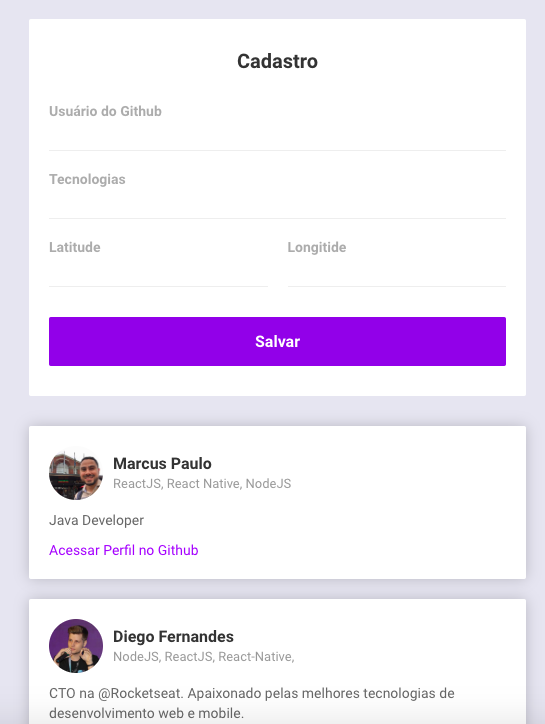 Cadastro
Usuário do Github
Tecnologias
Latitude
Longitide
Salvar
Marcus Paulo
ReactJS, React Native, NodeJS
Java Developer
Acessar Perfil no Github
Diego Fernandes
NodeJS, ReactJS, React-Native,
CTO na @Rocketseat. Apaixonado pelas melhores tecnologias de
desenvolvimento web e mobile.